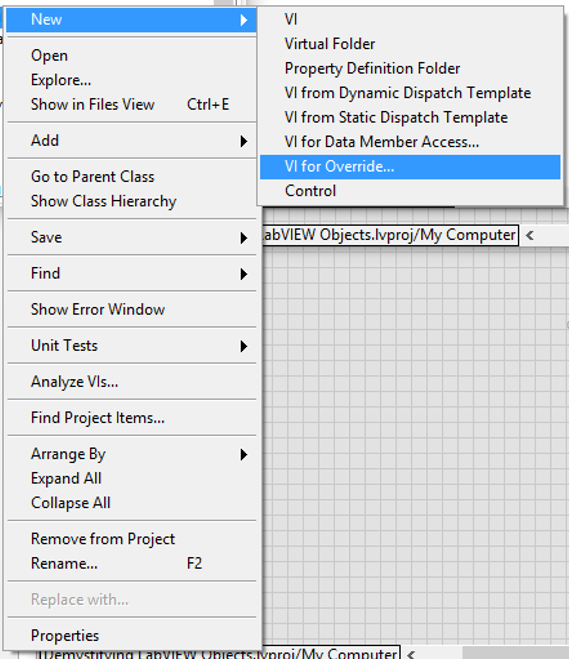 New
Open
Explore...
Show in Files View Ctrl+E
Add
Go to Parent Class
Show Class Hierarchy
Save
Find
Show Error Window
Unit Tests
Analyze VIs...
Find Project Items...
Arrange By
Expand All
Collapse All
Remove from Project
Rename... F2
Replace with...
Properties
VI
Virtual Folder
Property Definition Folder
VI from Dynamic Dispatch Template
VI from Static Dispatch Template
VI for Data Member Access...
VI for Override...
Control
abVIEW Objects.lvproj/My Computer <
Demystifying LabVIEW Objects.lvproj/My Computer <